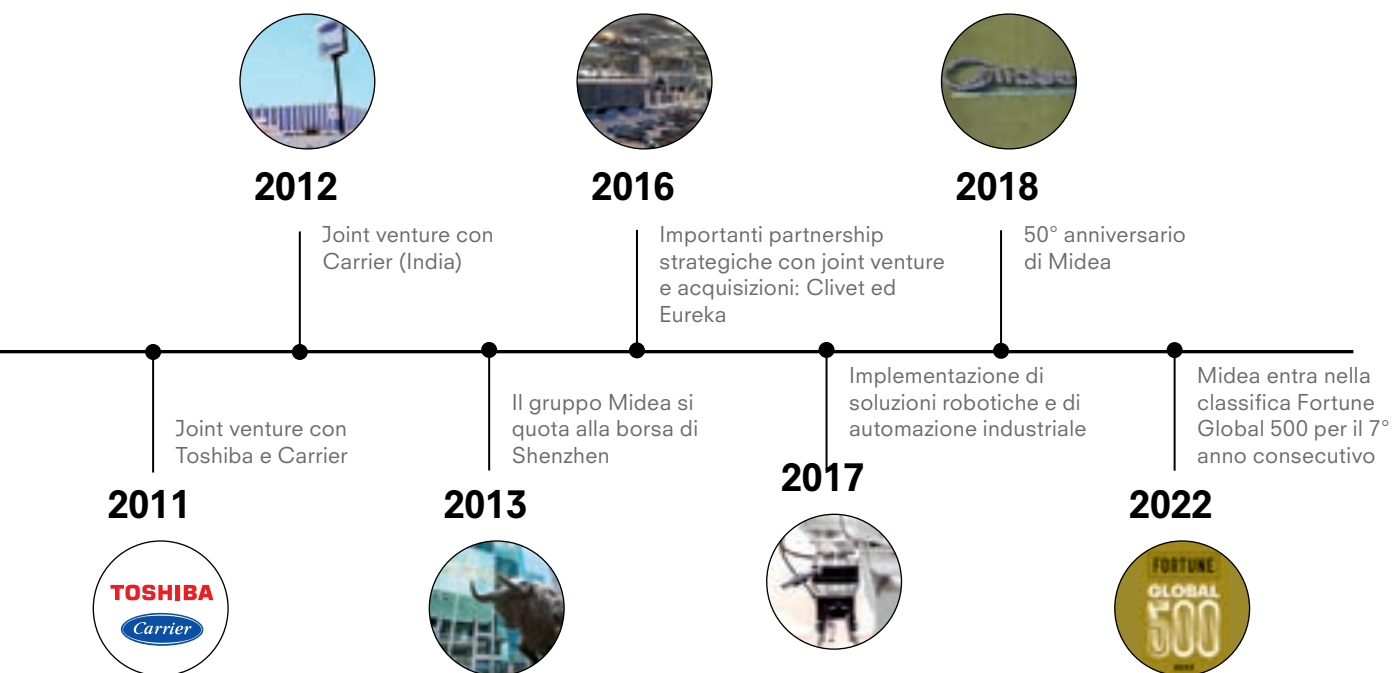 2012
Joint venture con
Carrier (India)
2016
Importanti partnership
strategiche con joint venture
e acquisizioni: Clivet ed
Eureka
2018
Midea
50° anniversario
di Midea
Joint venture con
Toshiba e Carrier
2011
TOSHIBA
Carrier
Il gruppo Midea si
quota alla borsa di
Shenzhen
2013
Implementazione di
soluzioni robotiche e di
automazione industriale
2017
Midea entra nella
classifica Fortune
Global 500 per il 7°
anno consecutivo
2022
FORTUNE
GLOBAL
500